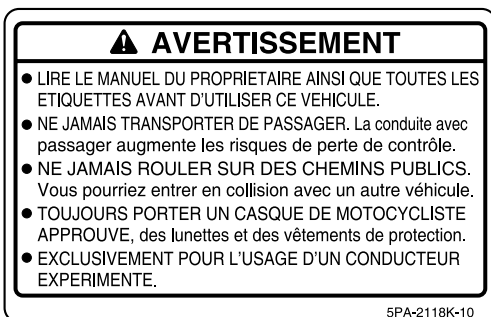 AVERTISSEMENT
● LIRE LE MANUEL DU PROPRIETAIRE AINSI QUE TOUTES LES
ETIQUETTES AVANT D'UTILISER CE VEHICULE.
● NE JAMAIS TRANSPORTER DE PASSAGER. La conduite avec
passager augmente les risques de perte de contrôle.
● NE JAMAIS ROULER SUR DES CHEMINS PUBLICS.
Vous pourriez entrer en collision avec un autre véhicule.
● TOUJOURS PORTER UN CASQUE DE MOTOCYCLISTE
APPROUVE, des lunettes et des vêtements de protection.
● EXCLUSIVEMENT POUR L'USAGE D'UN CONDUCTEUR
EXPERIMENTE.
5PA-2118K-10